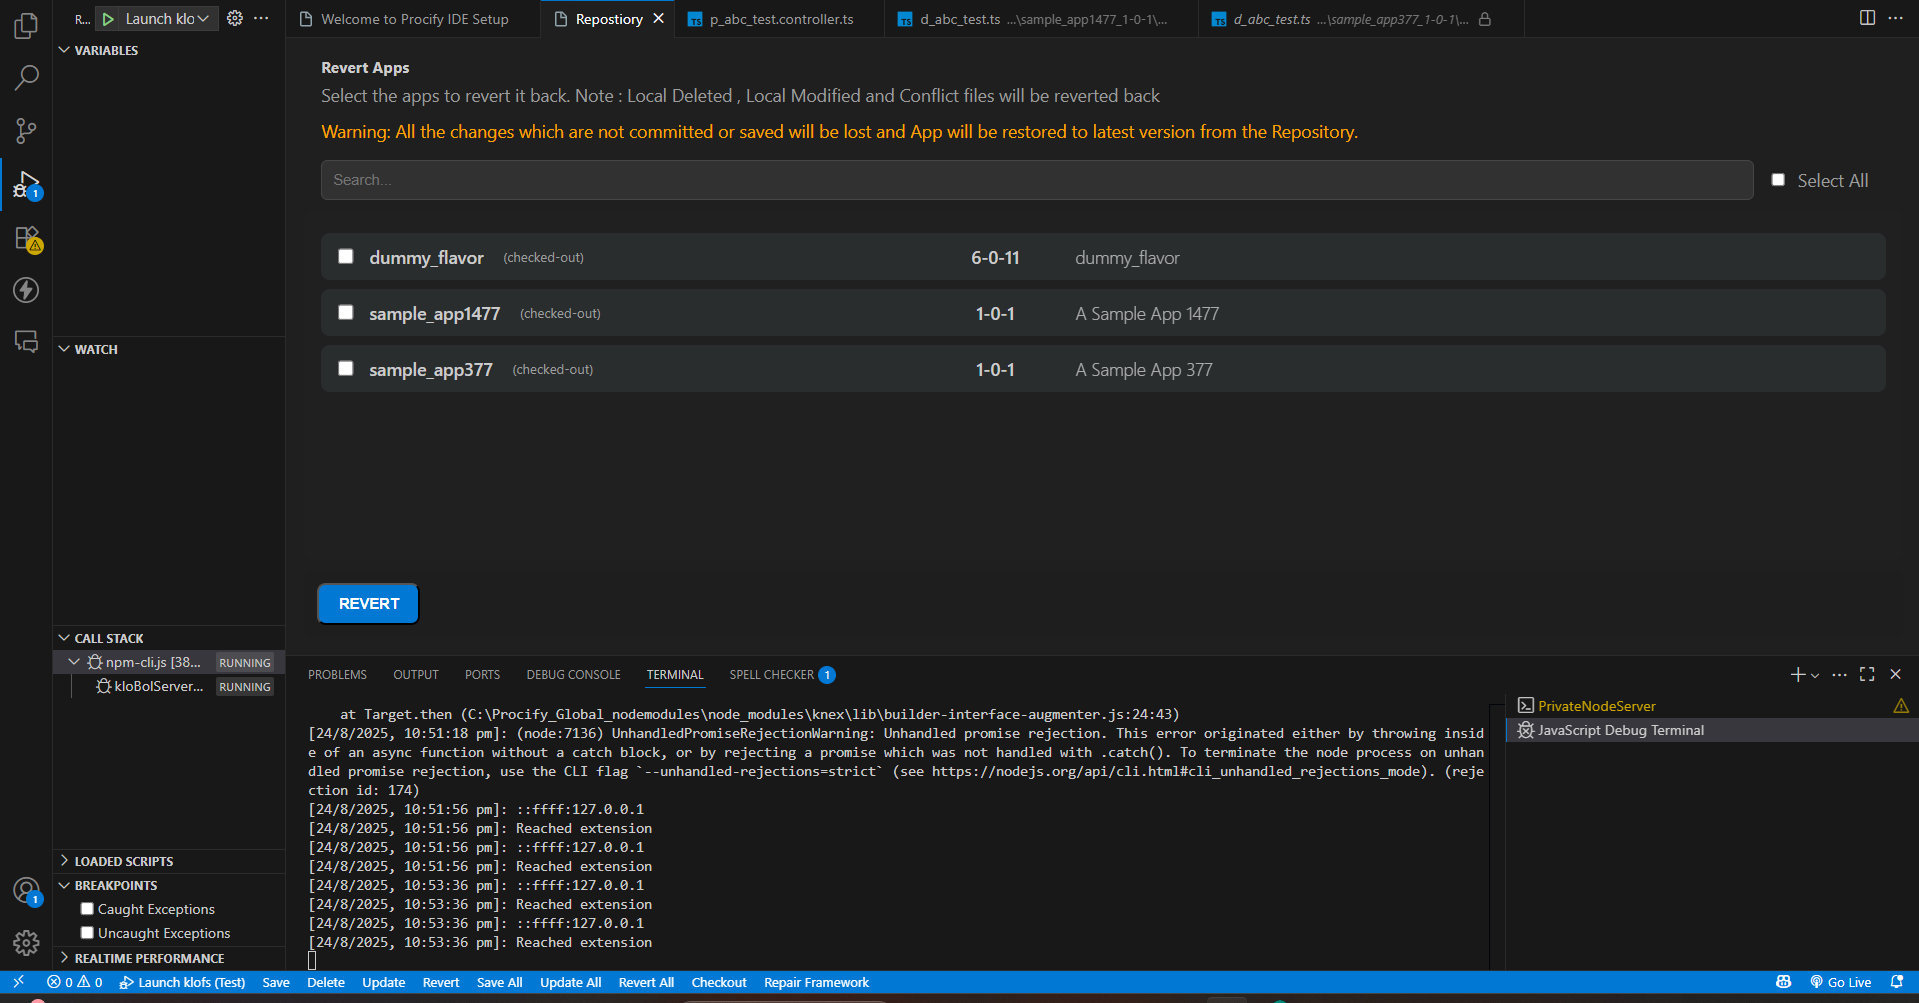 R...
Launch klo
Welcome to Procify IDE Setup
Repostiory
p_abc_test.controller.ts
d_abc_test.ts ...\sample_app1477_1-0-1\...
d_abc_test.ts ...\sample_app377_1-0-1\...
VARIABLES
WATCH
CALL STACK
npm-cli.js [38... RUNNING
kloBolServer... RUNNING
LOADED SCRIPTS
BREAKPOINTS
Caught Exceptions
Uncaught Exceptions
REALTIME PERFORMANCE
1
1
Revert Apps
Select the apps to revert it back. Note : Local Deleted , Local Modified and Conflict files will be reverted back
Warning: All the changes which are not committed or saved will be lost and App will be restored to latest version from the Repository.
Search...
Select All
dummy_flavor (checked-out) 6-0-11 dummy_flavor
sample_app1477 (checked-out) 1-0-1 A Sample App 1477
sample_app377 (checked-out) 1-0-1 A Sample App 377
REVERT
PROBLEMS OUTPUT PORTS DEBUG CONSOLE TERMINAL SPELL CHECKER 1
at Target.then (C:\Procify_Global_nodemodules\node_modules\knex\lib\builder-interface-augmenter.js:24:43)
[24/8/2025, 10:51:18 pm]: (node:7136) UnhandledPromiseRejectionWarning: Unhandled promise rejection. This error originated either by throwing insid
e of an async function without a catch block, or by rejecting a promise which was not handled with .catch(). To terminate the node process on unhan
dled promise rejection, use the CLI flag `--unhandled-rejections=strict` (see https://nodejs.org/api/cli.html#cli_unhandled_rejections_mode). (reje
ction id: 174)
[24/8/2025, 10:51:56 pm]: ::ffff:127.0.0.1
[24/8/2025, 10:51:56 pm]: Reached extension
[24/8/2025, 10:51:56 pm]: ::ffff:127.0.0.1
[24/8/2025, 10:51:56 pm]: Reached extension
[24/8/2025, 10:53:36 pm]: ::ffff:127.0.0.1
[24/8/2025, 10:53:36 pm]: Reached extension
[24/8/2025, 10:53:36 pm]: ::ffff:127.0.0.1
[24/8/2025, 10:53:36 pm]: Reached extension
PrivateNodeServer
JavaScript Debug Terminal
0 0 Launch klofs (Test) Save Delete Update Revert Save All Update All Revert All Checkout Repair Framework Go Live